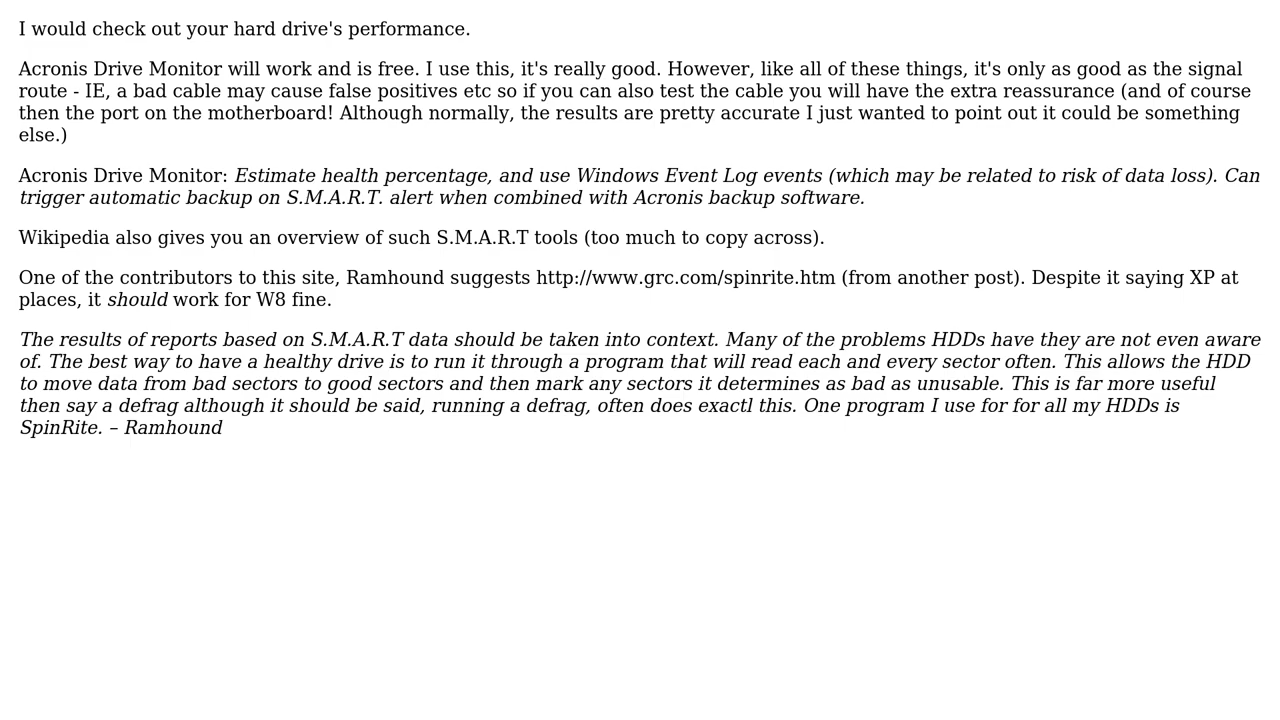 I would check out your hard drive's performance.
Acronis Drive Monitor will work and is free. I use this, it's really good. However, like all of these things, it's only as good as the signal
route - IE, a bad cable may cause false positives etc so if you can also test the cable you will have the extra reassurance (and of course
then the port on the motherboard! Although normally, the results are pretty accurate I just wanted to point out it could be something
else.)
Acronis Drive Monitor: Estimate health percentage, and use Windows Event Log events (which may be related to risk of data loss). Can
trigger automatic backup on S.M.A.R.T. alert when combined with Acronis backup software.
Wikipedia also gives you an overview of such S.M.A.R.T tools (too much to copy across).
One of the contributors to this site, Ramhound suggests http://www.grc.com/spinrite.htm (from another post). Despite it saying XP at
places, it should work for W8 fine.
The results of reports based on S.M.A.R.T data should be taken into context. Many of the problems HDDs have they are not even aware
of. The best way to have a healthy drive is to run it through a program that will read each and every sector often. This allows the HDD
to move data from bad sectors to good sectors and then mark any sectors it determines as bad as unusable. This is far more useful
then say a defrag although it should be said, running a defrag, often does exactl this. One program I use for for all my HDDs is
SpinRite. – Ramhound